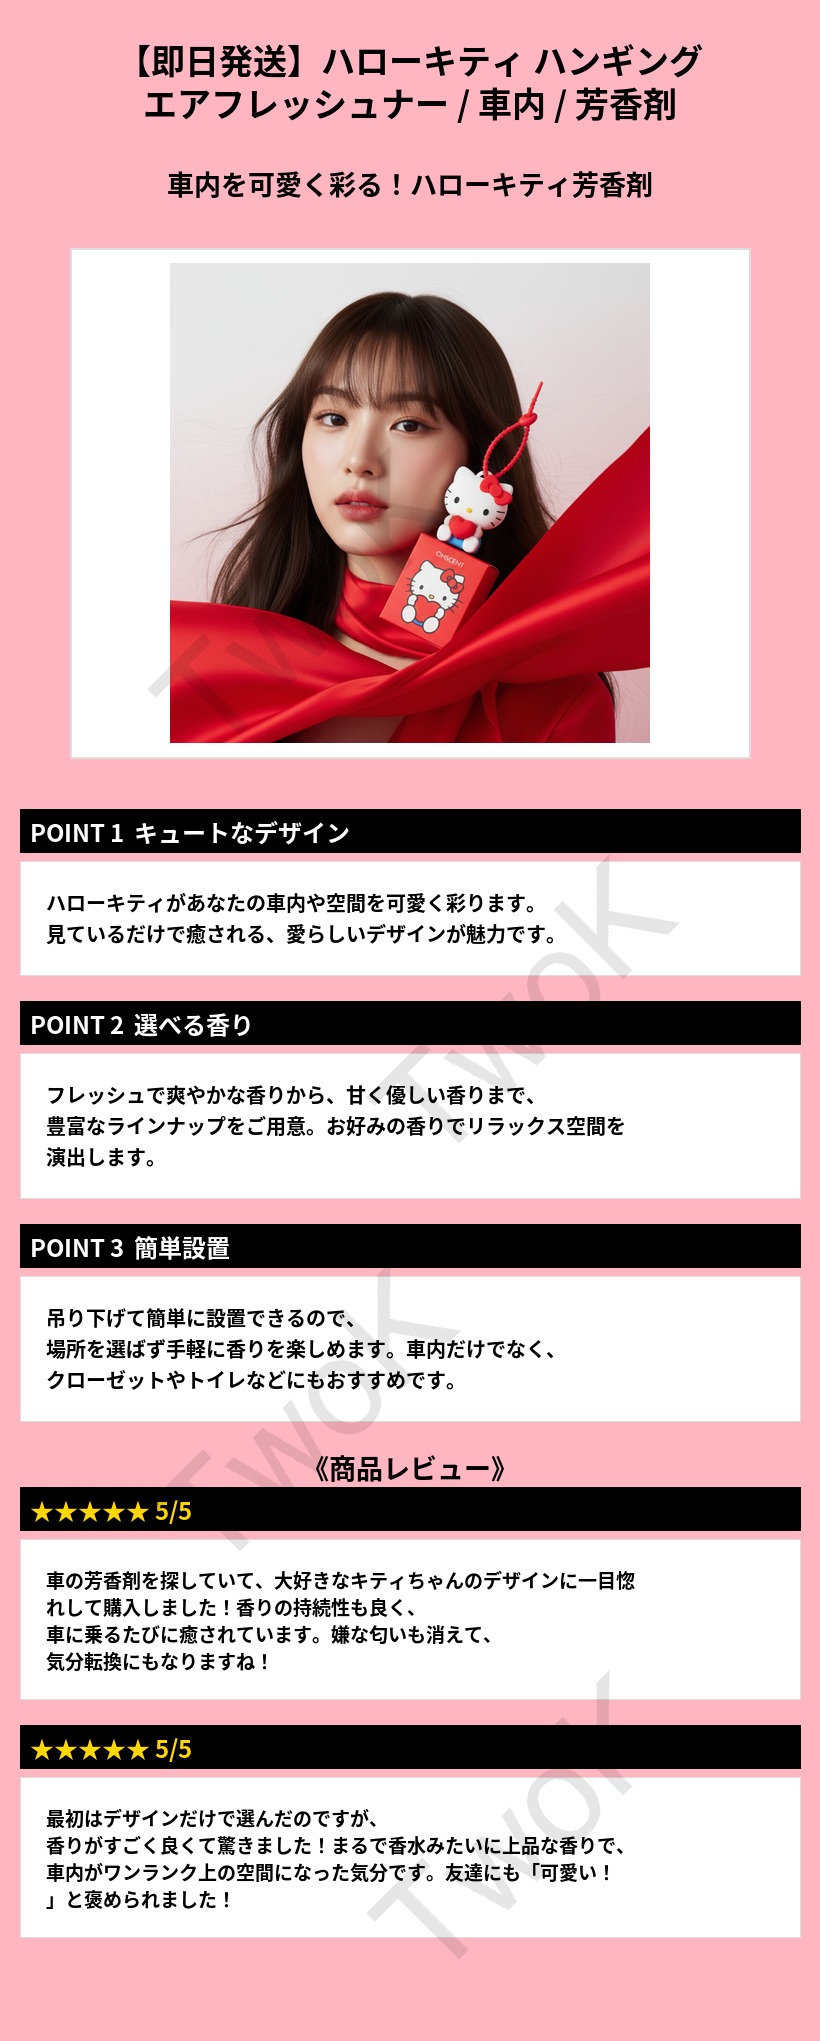 【即日発送】ハローキティ ハンギング
エアフレッシュナー / 車内 / 芳香剤
車内を可愛く彩る！ハローキティ芳香剤
OHSCENT
TwoK
POINT 1 キュートなデザイン
ハローキティがあなたの車内や空間を可愛く彩ります。
見ているだけで癒される、愛らしいデザインが魅力です。
TwoK
POINT 2 選べる香り
フレッシュで爽やかな香りから、甘く優しい香りまで、
豊富なラインナップをご用意。お好みの香りでリラックス空間を
演出します。
POINT 3 簡単設置
吊り下げて簡単に設置できるので、
場所を選ばず手軽に香りを楽しめます。車内だけでなく、
クローゼットやトイレなどにもおすすめです。
TwoK
《商品レビュー》
★★★★★ 5/5
車の芳香剤を探していて、大好きなキティちゃんのデザインに一目惚
れして購入しました！香りの持続性も良く、
車に乗るたびに癒されています。嫌な匂いも消えて、
気分転換にもなりますね！
★★★★★ 5/5
最初はデザインだけで選んだのですが、
香りがすごく良くて驚きました！まるで香水みたいに上品な香りで、
車内がワンランク上の空間になった気分です。友達にも「可愛い！
」と褒められました！
TwoK